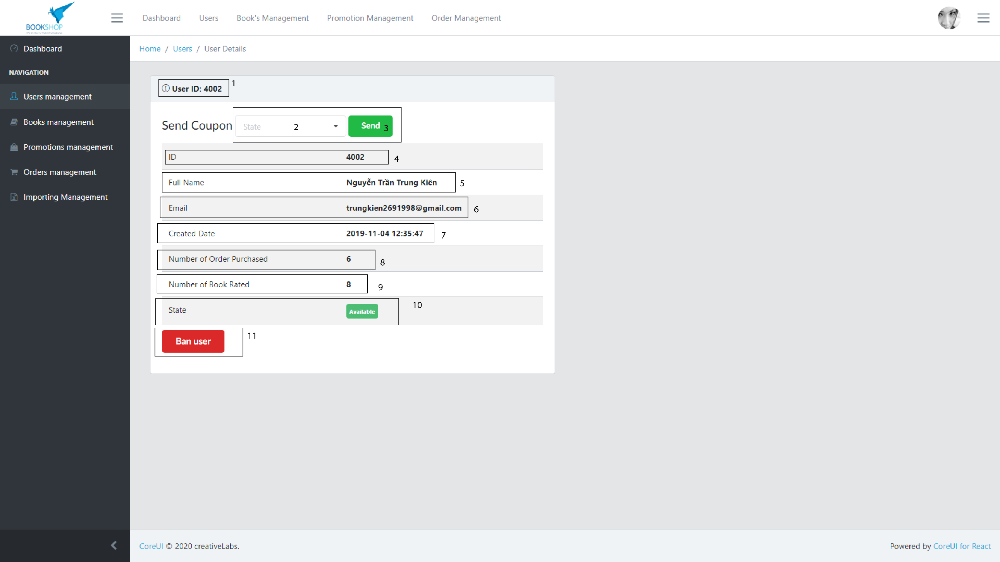 BOOKSHOP
WE BRING TO YOU KNOWLEDGE
Dashboard Users Book's Management Promotion Management Order Management
Dashboard
NAVIGATION
Users management
Books management
Promotions management
Orders management
Importing Management
Home / Users / User Details
User ID: 4002 1
Send Coupon State 2 Send 3
ID 4002 4
Full Name Nguyễn Trần Trung Kiên 5
Email trungkien2691998@gmail.com 6
Created Date 2019-11-04 12:35:47 7
Number of Order Purchased 6 8
Number of Book Rated 8 9
State Available 10
Ban user 11
CoreUI © 2020 creativeLabs. Powered by CoreUI for React